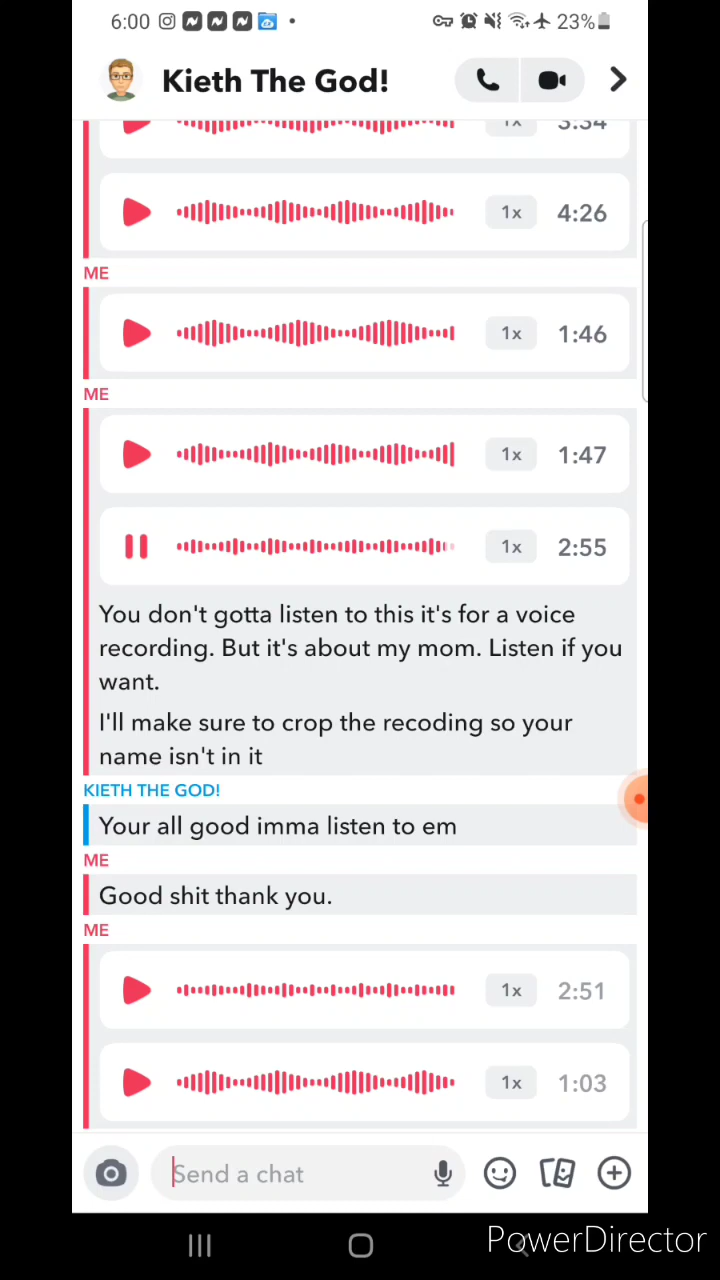 6:00 23%
Kieth The God!
1x 3:34
1x 4:26
ME
1x 1:46
ME
1x 1:47
1x 2:55
You don't gotta listen to this it's for a voice
recording. But it's about my mom. Listen if you
want.
I'll make sure to crop the recoding so your
name isn't in it
KIETH THE GOD!
Your all good imma listen to em
ME
Good shit thank you.
ME
1x 2:51
1x 1:03
Send a chat
PowerDirector